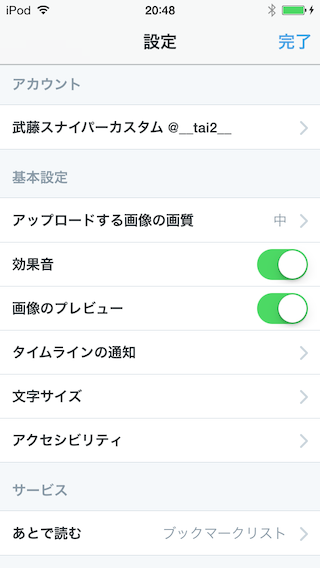 iPod 20:48
設定 完了
アカウント
武藤スナイパーカスタム @__tai2__
基本設定
アップロードする画像の画質 中
効果音
画像のプレビュー
タイムラインの通知
文字サイズ
アクセシビリティ
サービス
あとで読む ブックマークリスト